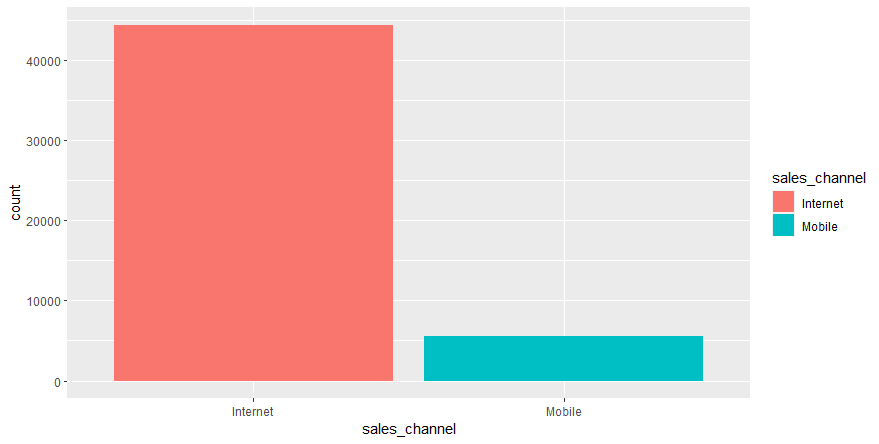 count
40000
30000
20000
10000
0
Internet
Mobile
sales_channel
sales_channel
Internet
Mobile